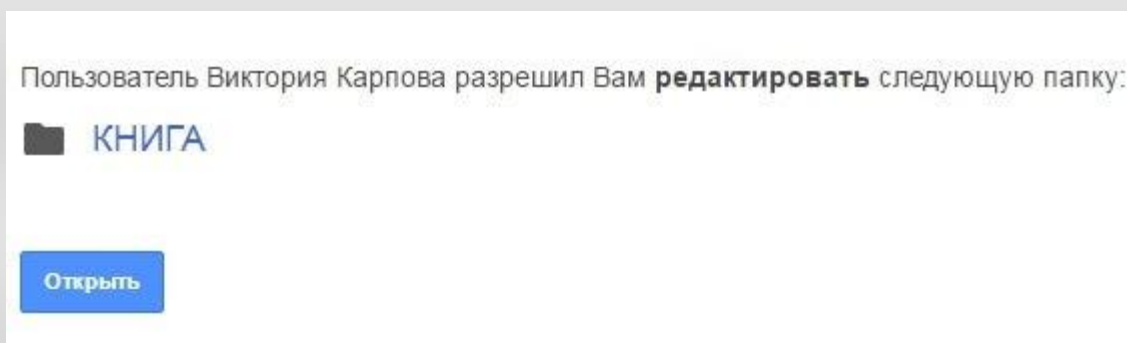 Пользователь Виктория Карпова разрешил Вам редактировать следующую папку:
КНИГА
Открыть